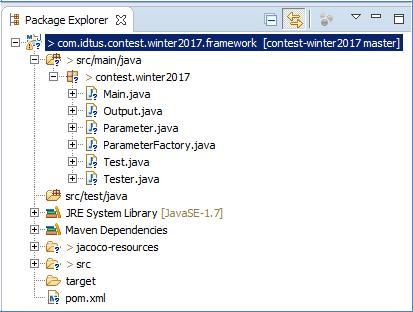 Package Explorer
> com.idtus.contest.winter2017.framework [contest-winter2017 master]
> src/main/java
> contest.winter2017
> Main.java
> Output.java
> Parameter.java
> ParameterFactory.java
> Test.java
> Tester.java
src/test/java
JRE System Library [JavaSE-1.7]
Maven Dependencies
> jacoco-resources
> src
target
pom.xml